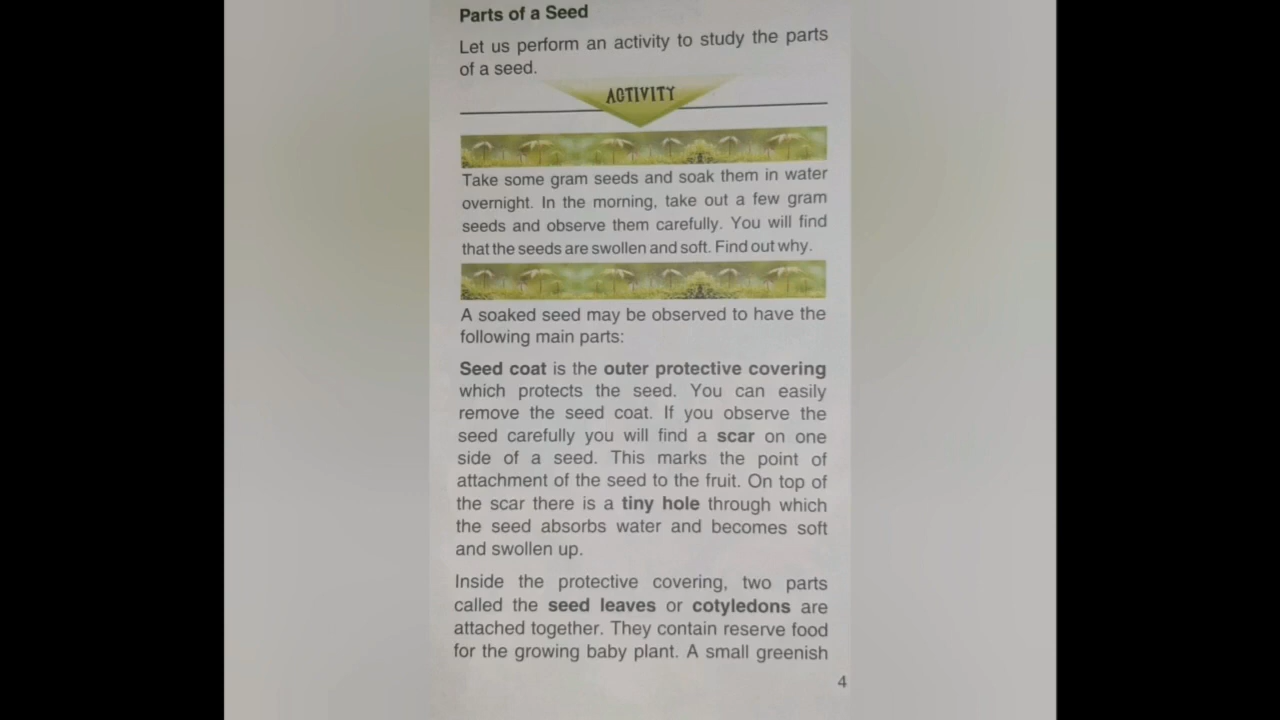 Parts of a Seed
Let us perform an activity to study the parts
of a seed.
ACTIVITY
Take some gram seeds and soak them in water
overnight. In the morning, take out a few gram
seeds and observe them carefully. You will find
that the seeds are swollen and soft. Find out why.
A soaked seed may be observed to have the
following main parts:
Seed coat is the outer protective covering
which protects the seed. You can easily
remove the seed coat. If you observe the
seed carefully you will find a scar on one
side of a seed. This marks the point of
attachment of the seed to the fruit. On top of
the scar there is a tiny hole through which
the seed absorbs water and becomes soft
and swollen up.
Inside the protective covering, two parts
called the seed leaves or cotyledons are
attached together. They contain reserve food
for the growing baby plant. A small greenish
4